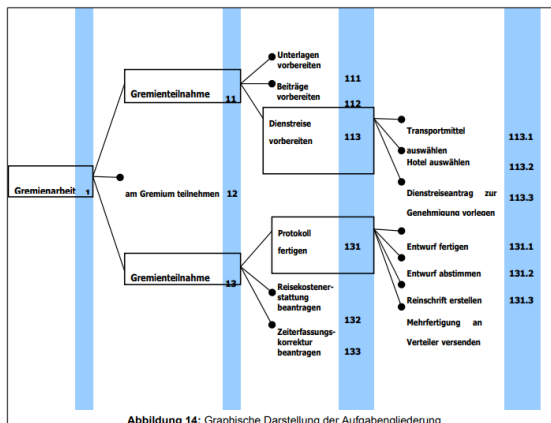 Gremienarbeit 1
Gremienteilnahme 11
am Gremium teilnehmen 12
Gremienteilnahme 13
Unterlagen
vorbereiten 111
Beiträge
vorbereiten 112
Dienstreise
vorbereiten 113
Protokoll
fertigen 131
Reisekostener-
stattung
beantragen 132
Zeiterfassungs-
korrektur
beantragen 133
Transportmittel
auswählen 113.1
Hotel auswählen 113.2
Dienstreiseantrag zur
Genehmigung vorlegen 113.3
Entwurf fertigen 131.1
Entwurf abstimmen 131.2
Reinschrift erstellen 131.3
Mehrfertigung an
Verteiler versenden
Abbildung 14: Graphische Darstellung der Aufgabengliederung